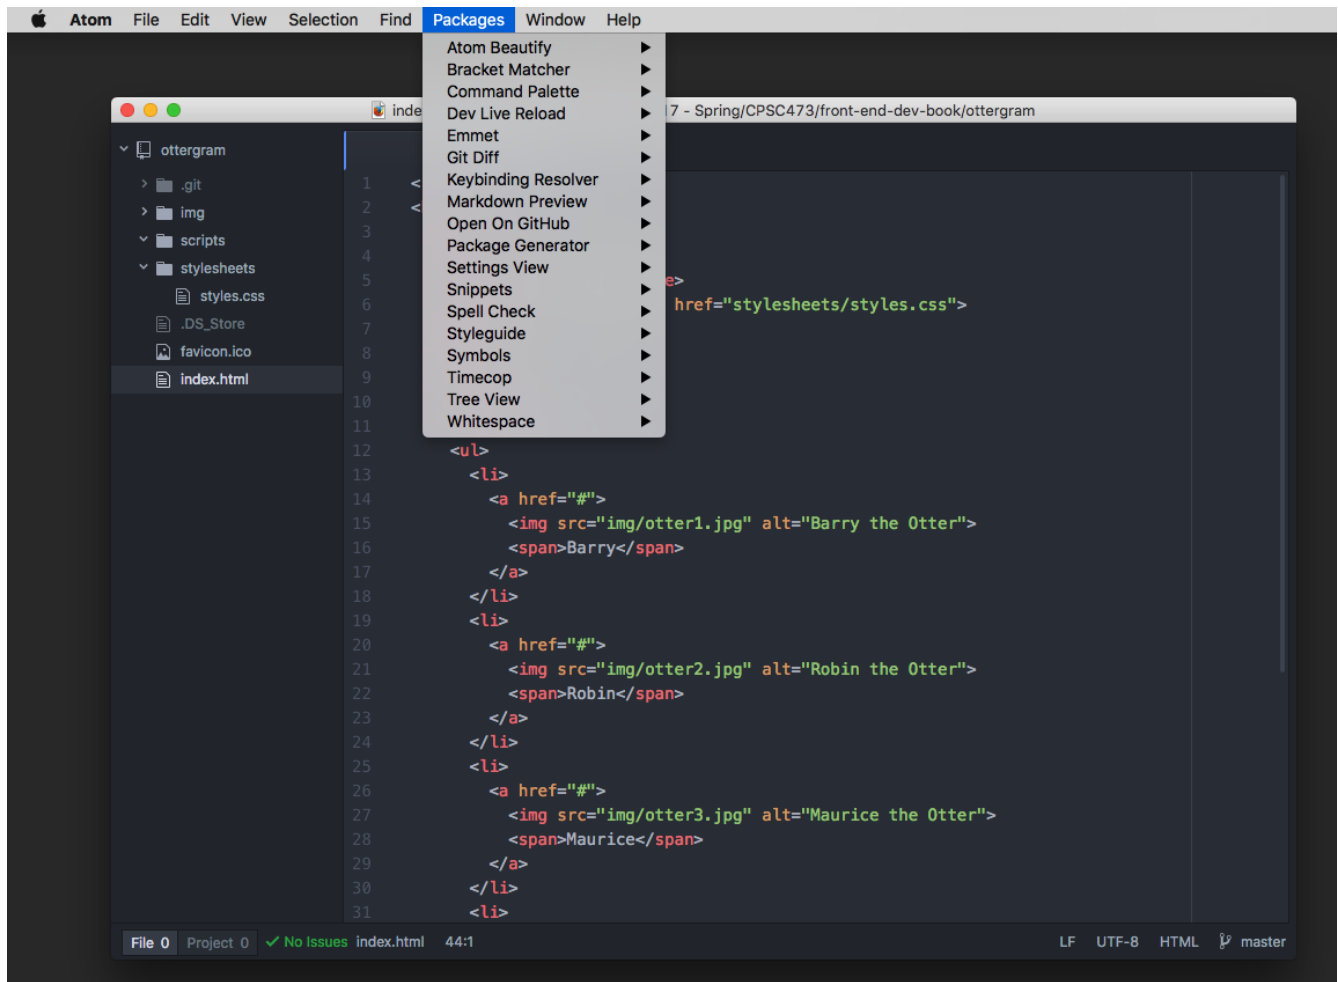 Atom File Edit View Selection Find Packages Window Help
Atom Beautify
Bracket Matcher
Command Palette
Dev Live Reload
Emmet
Git Diff
Keybinding Resolver
Markdown Preview
Open On GitHub
Package Generator
Settings View
Snippets
Spell Check
Styleguide
Symbols
Timecop
Tree View
Whitespace
inde 17 - Spring/CPSC473/front-end-dev-book/ottergram
ottergram
.git
img
scripts
stylesheets
styles.css
.DS_Store
favicon.ico
index.html
1 <
2 <
3
4
5 e>
6 href="stylesheets/styles.css">
7
8
9
10
11
12 <ul>
13 <li>
14 <a href="#">
15 <img src="img/otter1.jpg" alt="Barry the Otter">
16 <span>Barry</span>
17 </a>
18 </li>
19 <li>
20 <a href="#">
21 <img src="img/otter2.jpg" alt="Robin the Otter">
22 <span>Robin</span>
23 </a>
24 </li>
25 <li>
26 <a href="#">
27 <img src="img/otter3.jpg" alt="Maurice the Otter">
28 <span>Maurice</span>
29 </a>
30 </li>
31 <li>
File 0 Project 0 No Issues index.html 44:1 LF UTF-8 HTML master